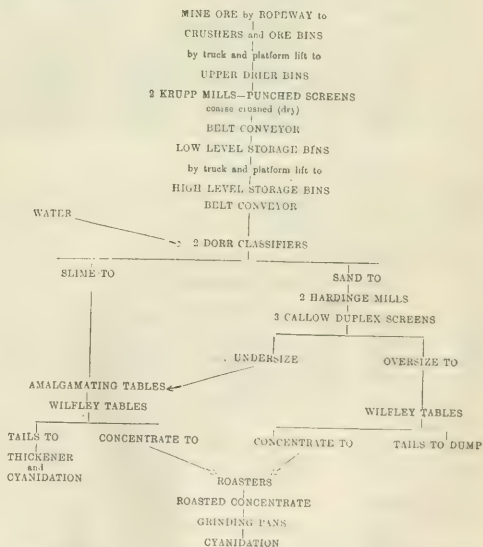 MINE ORE by ROPEWAY to
CRUSHERS and ORE BINS
by truck and platform lift to
UPPER DRIER BINS
2 KRUPP MILLS—PUNCHED SCREENS
coarse crushed (dry)
BELT CONVEYOR
LOW LEVEL STORAGE BINS
by truck and platform lift to
HIGH LEVEL STORAGE BINS
BELT CONVEYOR
WATER
2 DORR CLASSIFIERS
SLIME TO
SAND TO
2 HARDINGE MILLS
3 CALLOW DUPLEX SCREENS
UNDERSIZE
OVERSIZE TO
AMALGAMATING TABLES
WILFLEY TABLES
WILFLEY TABLES
TAILS TO
THICKENER
and
CYANIDATION
CONCENTRATE TO
CONCENTRATE TO
TAILS TO DUMP
ROASTERS
ROASTED CONCENTRATE
GRINDING PANS
CYANIDATION